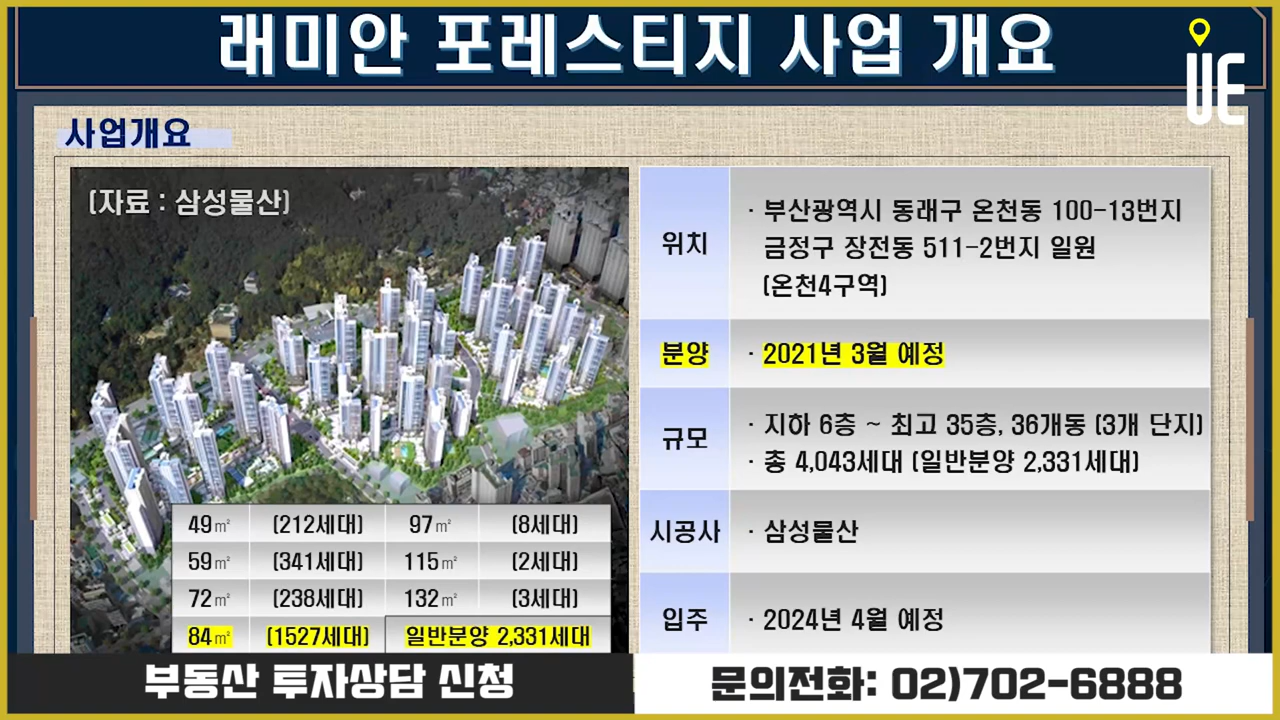 래미안 포레스티지 사업 개요
UE
사업개요
(자료 : 삼성물산)
49㎡ (212세대) 97㎡ (8세대)
59㎡ (341세대) 115㎡ (2세대)
72㎡ (238세대) 132㎡ (3세대)
84㎡ (1527세대) 일반분양 2,331세대
위치
· 부산광역시 동래구 온천동 100-13번지
금정구 장전동 511-2번지 일원
(온천4구역)
분양 · 2021년 3월 예정
규모
· 지하 6층 ~ 최고 35층, 36개동 (3개 단지)
· 총 4,043세대 (일반분양 2,331세대)
시공사 · 삼성물산
입주 · 2024년 4월 예정
부동산 투자상담 신청
문의전화: 02)702-6888